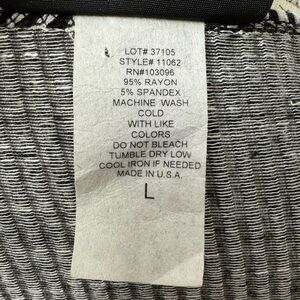 LOT# 37105
STYLE# 11062
RN#103096
95% RAYON
5% SPANDEX
MACHINE WASH
COLD
WITH LIKE
COLORS
DO NOT BLEACH
TUMBLE DRY LOW
COOL IRON IF NEEDED
MADE IN U.S.A.
L